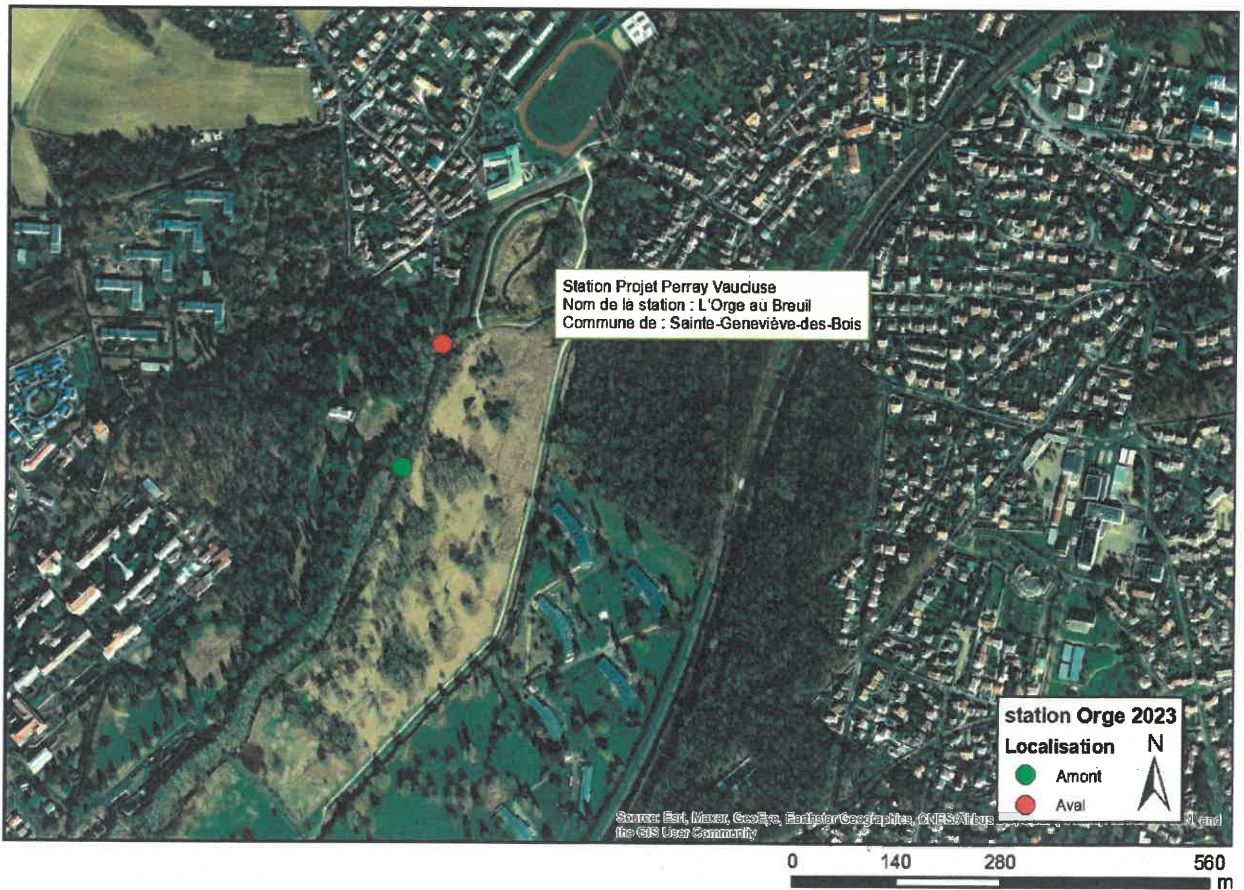 Station Projet Perray Vaucluse
Nom de la station : L'Orge au Breuil
Commune de : Sainte-Geneviève-des-Bois
station Orge 2023
Localisation
N
Amont
Aval
Source: Esri, Maxar, GeoEye, Earthstar Geographics, CNES/Airbus and
the GIS User Community
0 140 280 560
m